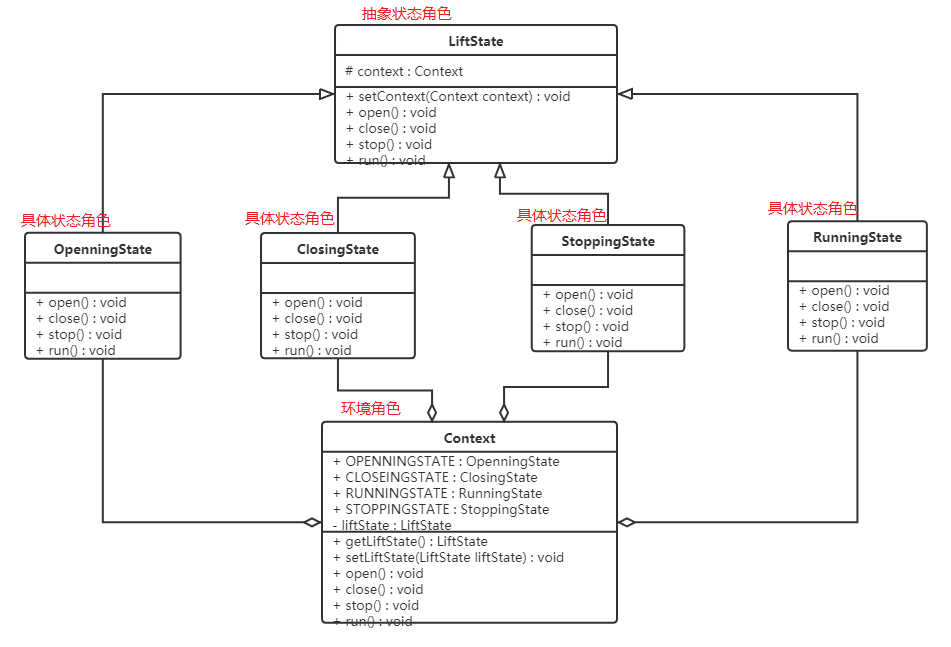 抽象状态角色
LiftState
# context : Context
+ setContext(Context context) : void
+ open() : void
+ close() : void
+ stop() : void
+ run() : void
具体状态角色
OpenningState
+ open() : void
+ close() : void
+ stop() : void
+ run() : void
具体状态角色
ClosingState
+ open() : void
+ close() : void
+ stop() : void
+ run() : void
具体状态角色
StoppingState
+ open() : void
+ close() : void
+ stop() : void
+ run() : void
具体状态角色
RunningState
+ open() : void
+ close() : void
+ stop() : void
+ run() : void
环境角色
Context
+ OPENNINGSTATE : OpenningState
+ CLOSEINGSTATE : ClosingState
+ RUNNINGSTATE : RunningState
+ STOPPINGSTATE : StoppingState
- liftState : LiftState
+ getLiftState() : LiftState
+ setLiftState(LiftState liftState) : void
+ open() : void
+ close() : void
+ stop() : void
+ run() : void